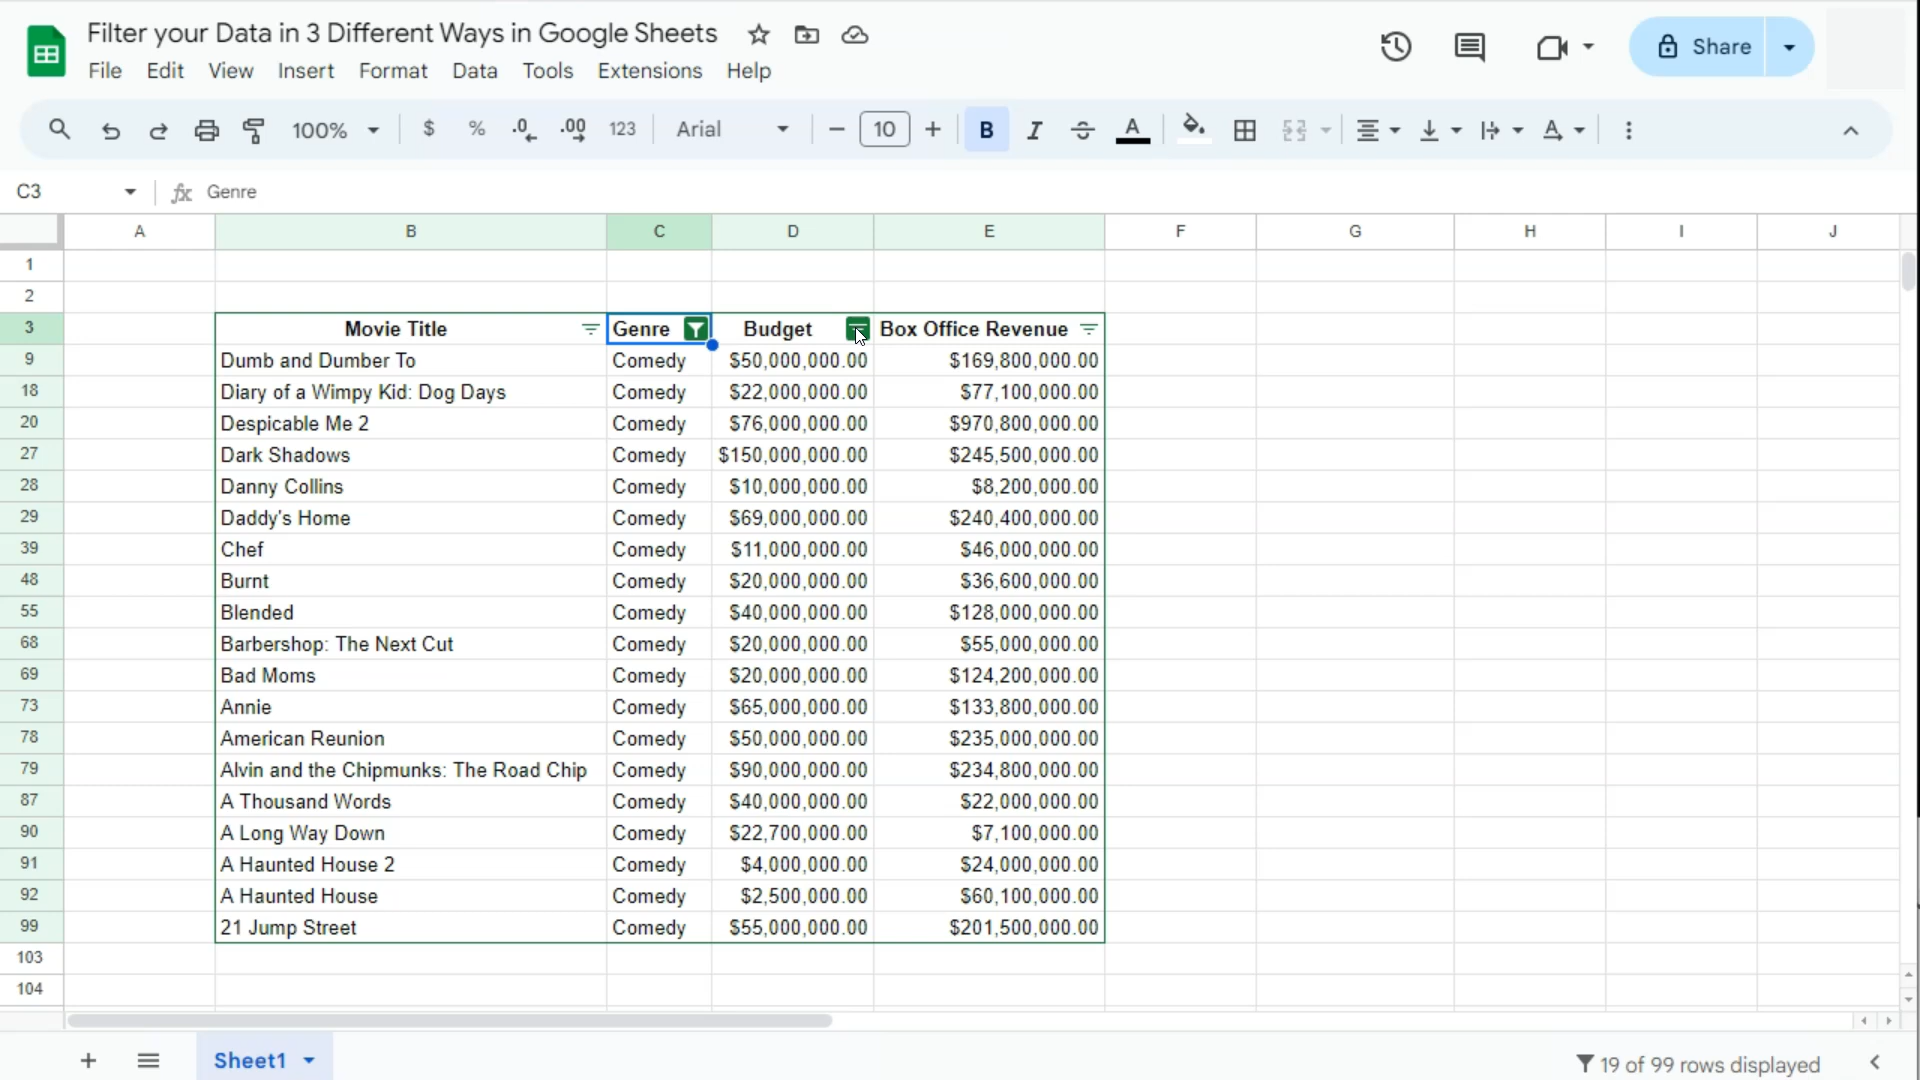 Filter your Data in 3 Different Ways in Google Sheets
File Edit View Insert Format Data Tools Extensions Help
Share
100% $ % .0 .00 123 Arial 10 B I S A A
C3 fx Genre
A B C D E F G H I J
1
2
3 Movie Title Genre Budget Box Office Revenue
9 Dumb and Dumber To Comedy $50,000,000.00 $169,800,000.00
18 Diary of a Wimpy Kid: Dog Days Comedy $22,000,000.00 $77,100,000.00
20 Despicable Me 2 Comedy $76,000,000.00 $970,800,000.00
27 Dark Shadows Comedy $150,000,000.00 $245,500,000.00
28 Danny Collins Comedy $10,000,000.00 $8,200,000.00
29 Daddy's Home Comedy $69,000,000.00 $240,400,000.00
39 Chef Comedy $11,000,000.00 $46,000,000.00
48 Burnt Comedy $20,000,000.00 $36,600,000.00
55 Blended Comedy $40,000,000.00 $128,000,000.00
68 Barbershop: The Next Cut Comedy $20,000,000.00 $55,000,000.00
69 Bad Moms Comedy $20,000,000.00 $124,200,000.00
73 Annie Comedy $65,000,000.00 $133,800,000.00
78 American Reunion Comedy $50,000,000.00 $235,000,000.00
79 Alvin and the Chipmunks: The Road Chip Comedy $90,000,000.00 $234,800,000.00
87 A Thousand Words Comedy $40,000,000.00 $22,000,000.00
90 A Long Way Down Comedy $22,700,000.00 $7,100,000.00
91 A Haunted House 2 Comedy $4,000,000.00 $24,000,000.00
92 A Haunted House Comedy $2,500,000.00 $60,100,000.00
99 21 Jump Street Comedy $55,000,000.00 $201,500,000.00
103
104
Sheet1
19 of 99 rows displayed